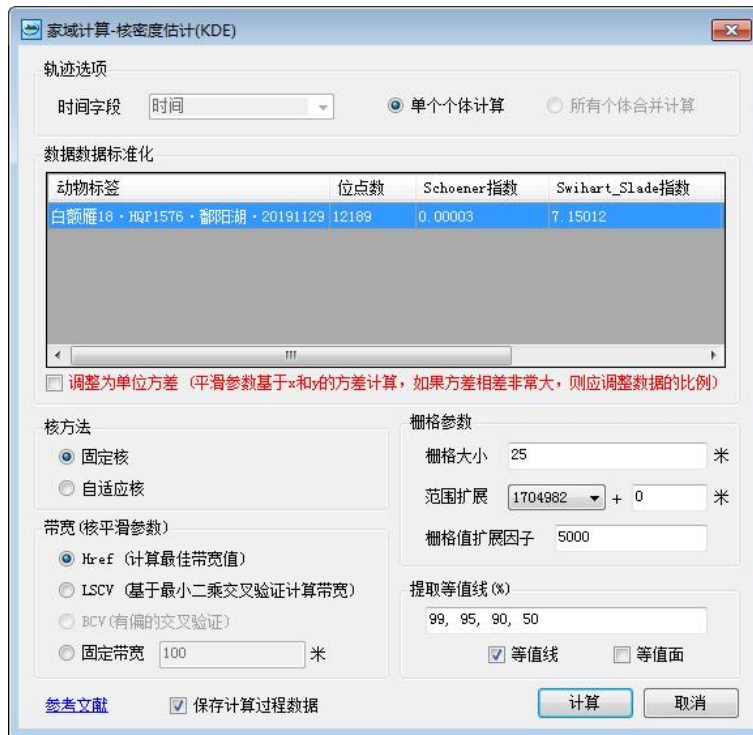 家域计算-核密度估计(KDE)
轨迹选项
时间字段 时间 单个个体计算 所有个体合并计算
数据数据标准化
动物标签 位点数 Schoener指数 Swihart_Slade指数
白额雁18·HQP1576·鄱阳湖·20191129 12189 0.00003 7.15012
调整为单位方差 (平滑参数基于x和y的方差计算，如果方差相差非常大，则应调整数据的比例)
核方法
固定核
自适应核
带宽(核平滑参数)
Href (计算最佳带宽值)
LSCV (基于最小二乘交叉验证计算带宽)
BCV(有偏的交叉验证)
固定带宽 100 米
栅格参数
栅格大小 25 米
范围扩展 1704982 + 0 米
栅格值扩展因子 5000
提取等值线(%)
99, 95, 90, 50
等值线 等值面
参考文献 保存计算过程数据 计算 取消